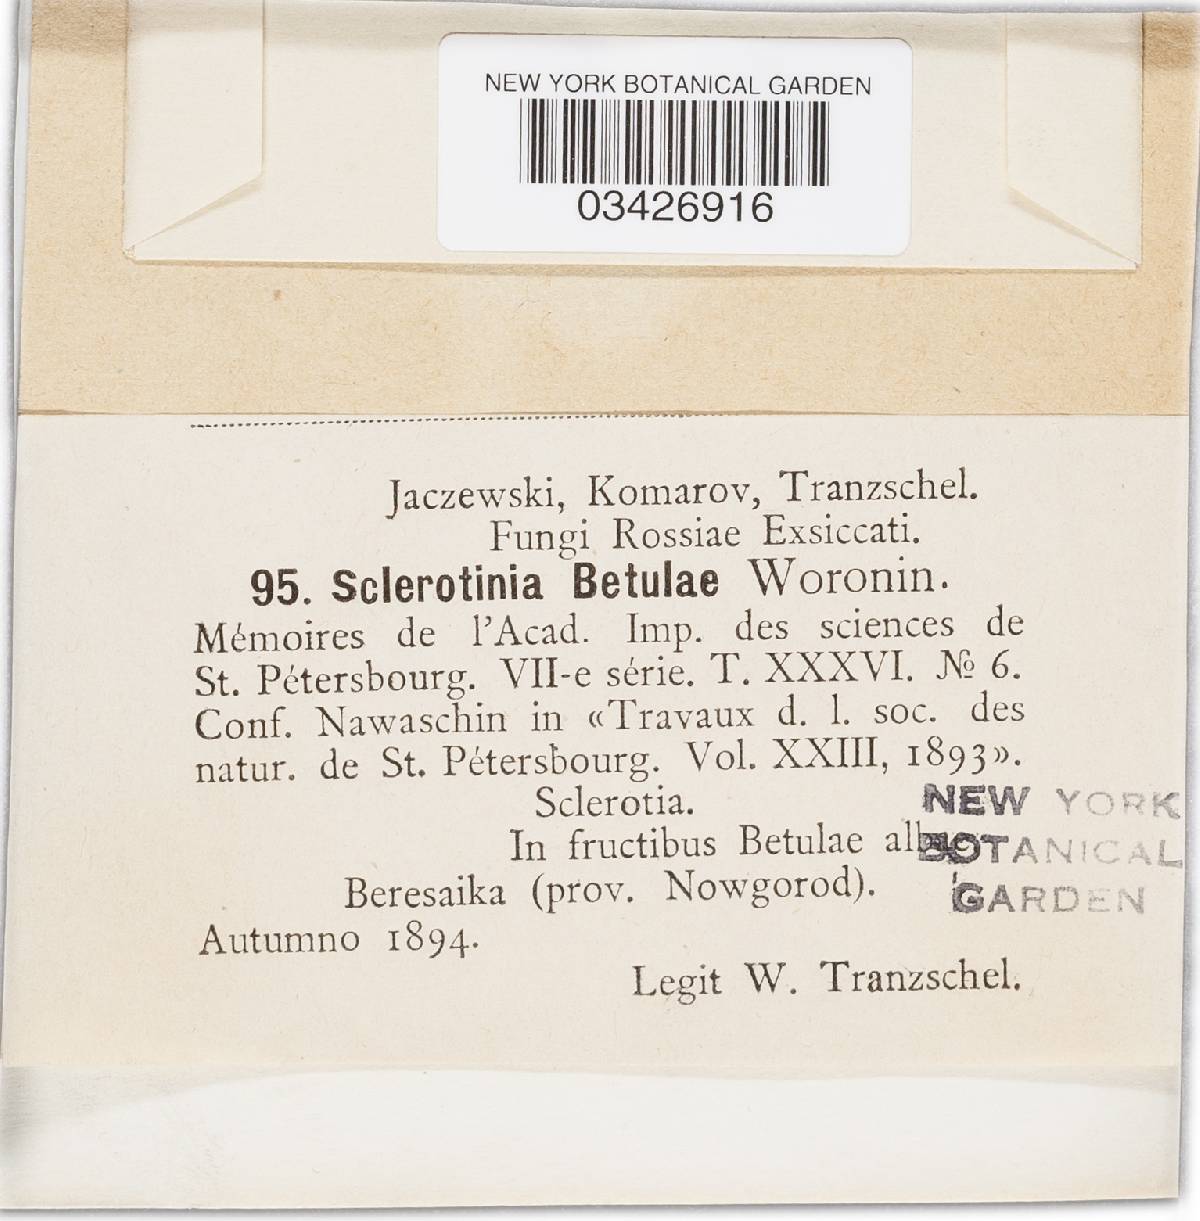 NEW YORK BOTANICAL GARDEN
03426916
Jaczewski, Komarov, Tranzschel.
Fungi Rossiae Exsiccati.
95. Sclerotinia Betulae Woronin.
Mémoires de l'Acad. Imp. des sciences de
St. Pétersbourg. VII-e série. T. XXXVI. № 6.
Conf. Nawaschin in «Travaux d. l. soc. des
natur. de St. Pétersbourg. Vol. XXIII, 1893».
Sclerotia.
In fructibus Betulae albae
Beresaika (prov. Nowgorod).
Autumno 1894.
Legit W. Tranzschel.
NEW YORK
BOTANICAL
GARDEN